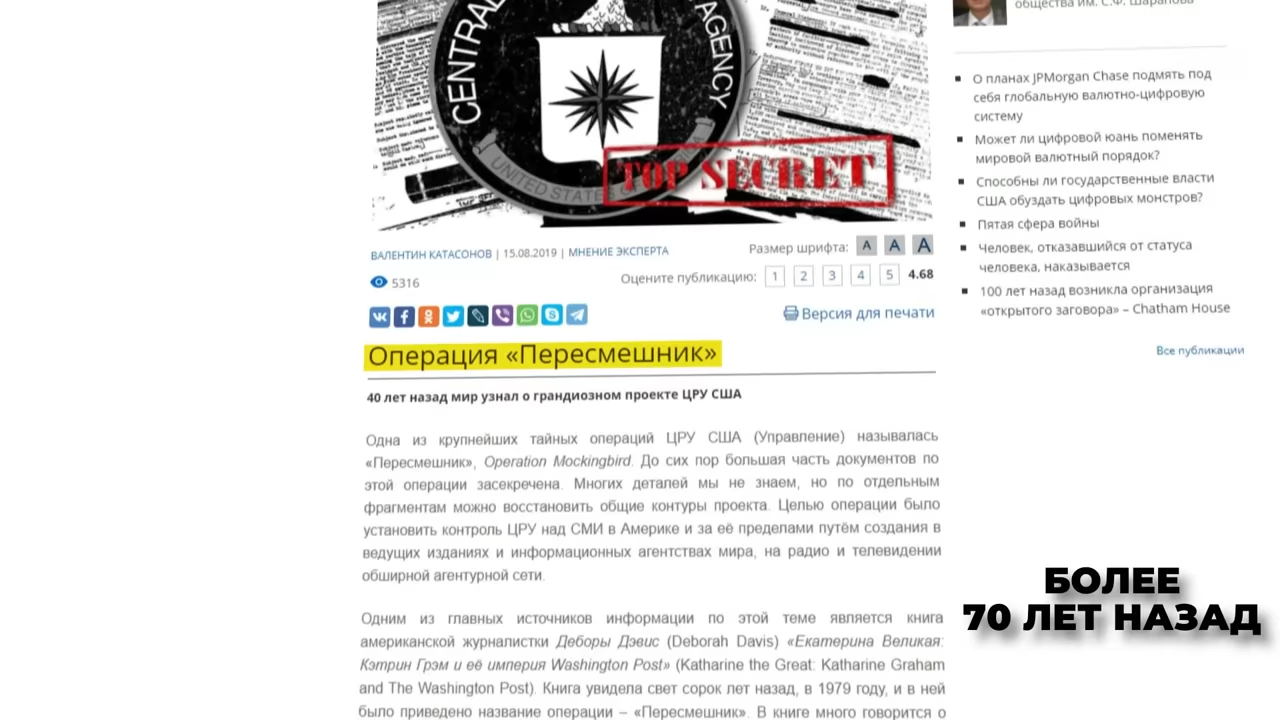 CENTRAL
AGENCY
UNITED STATE
TOP SECRET
общества им. С.Ф. Шарапова
О планах JPMorgan Chase подмять под
себя глобальную валютно-цифровую
систему
Может ли цифровой юань поменять
мировой валютный порядок?
Способны ли государственные власти
США обуздать цифровых монстров?
Пятая сфера войны
Человек, отказавшийся от статуса
человека, наказывается
100 лет назад возникла организация
«открытого заговора» – Chatham House
Все публикации
ВАЛЕНТИН КАТАСОНОВ | 15.08.2019 | МНЕНИЕ ЭКСПЕРТА
Размер шрифта: A A A
5316
Оцените публикацию: 1 2 3 4 5 4.68
Версия для печати
Операция «Пересмешник»
40 лет назад мир узнал о грандиозном проекте ЦРУ США
Одна из крупнейших тайных операций ЦРУ США (Управление) называлась
«Пересмешник», Operation Mockingbird. До сих пор большая часть документов по
этой операции засекречена. Многих деталей мы не знаем, но по отдельным
фрагментам можно восстановить общие контуры проекта. Целью операции было
установить контроль ЦРУ над СМИ в Америке и за её пределами путём создания в
ведущих изданиях и информационных агентствах мира, на радио и телевидении
обширной агентурной сети.
Одним из главных источников информации по этой теме является книга
американской журналистки Деборы Дэвис (Deborah Davis) «Екатерина Великая:
Кэтрин Грэм и её империя Washington Post» (Katharine the Great: Katharine Graham
and The Washington Post). Книга увидела свет сорок лет назад, в 1979 году, и в ней
было приведено название операции – «Пересмешник». В книге много говорится о
БОЛЕЕ
70 ЛЕТ НАЗАД